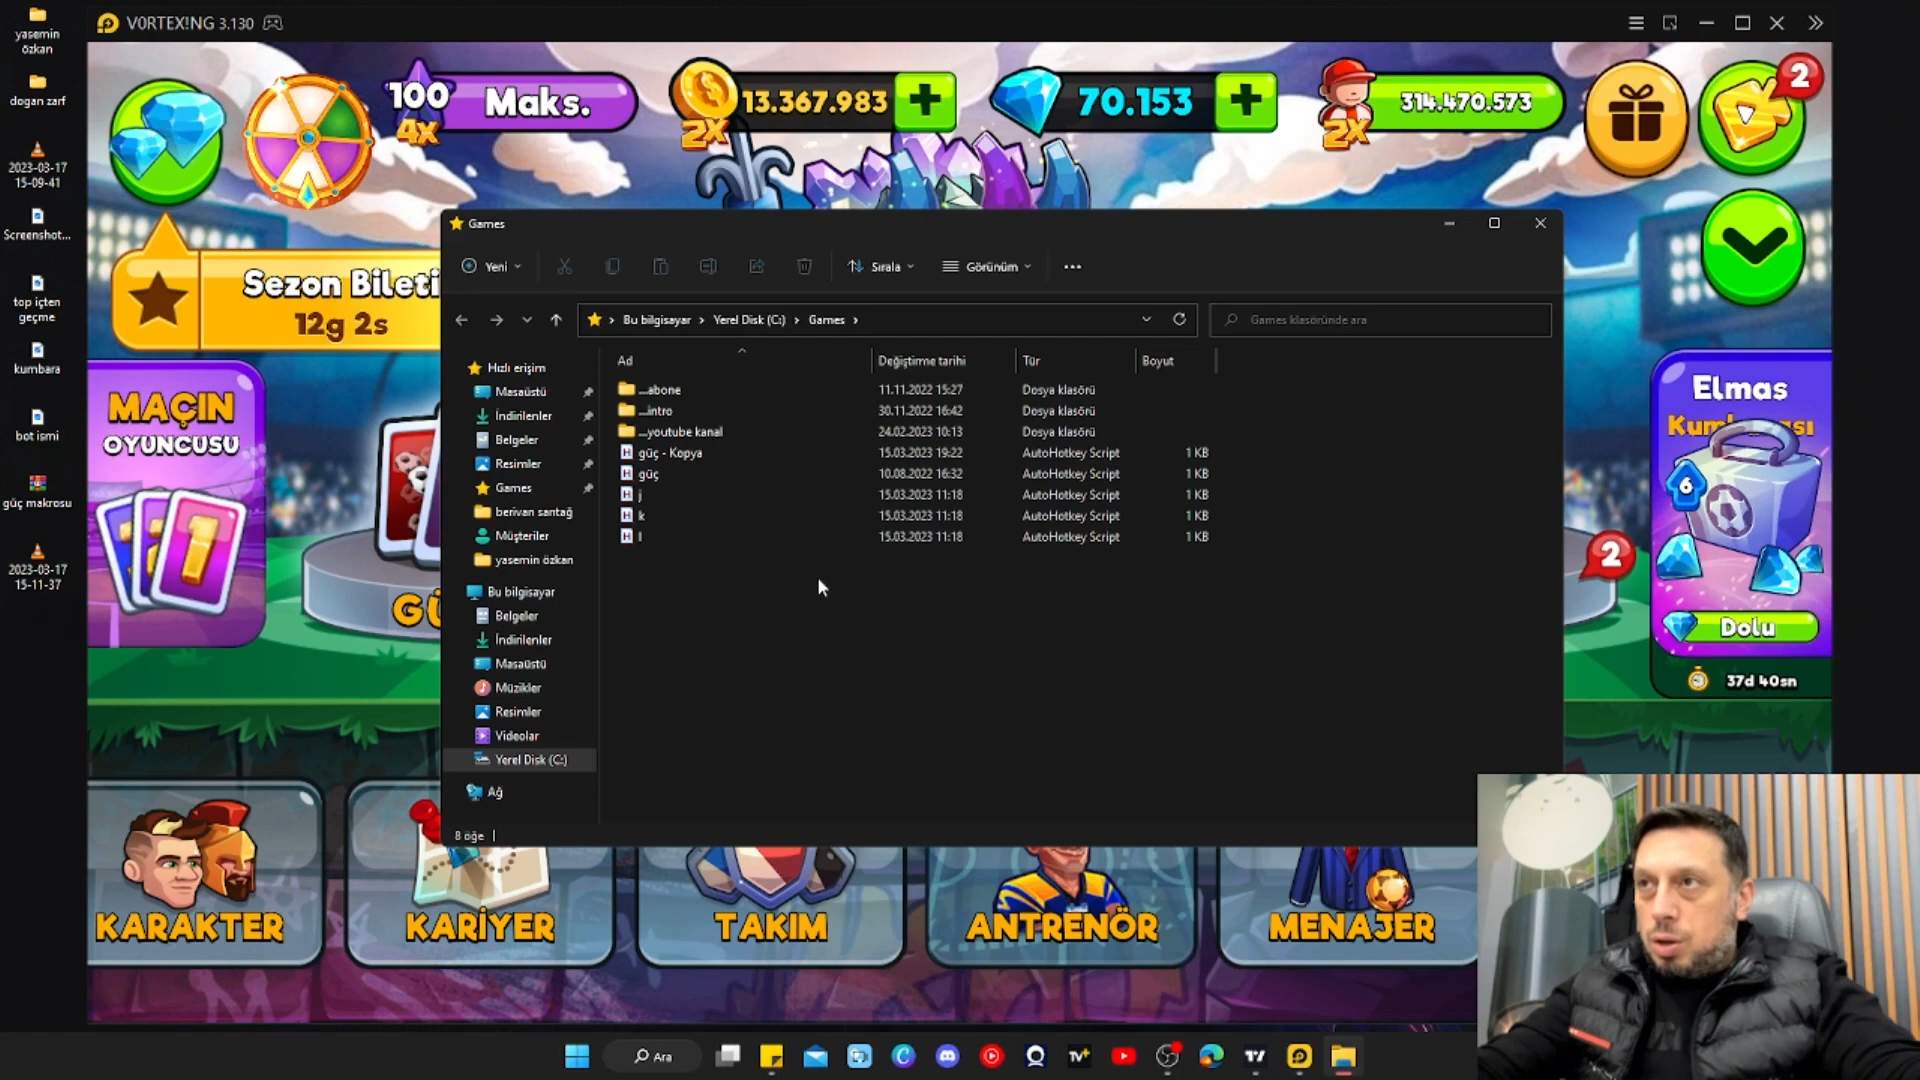 yasemin
özkan
dogan zarf
2023-03-17
15-09-41
Screenshot...
top içten
geçme
kumbara
bot ismi
güç makrosu
2023-03-17
15-11-37
V0RTEX!NG 3.130
100
4X
Maks.
2X
13.367.983
70.153
2X
314.470.573
2
Sezon Bileti
12g 2s
MAÇIN
OYUNCUSU
GÜ
2
Elmas
Kumbarası
6
Dolu
37d 40sn
Games
Yeni
Sırala
Görünüm
Bu bilgisayar
Yerel Disk (C:)
Games
Games klasöründe ara
Hızlı erişim
Masaüstü
İndirilenler
Belgeler
Resimler
Games
berivan santağ
Müşteriler
yasemin özkan
Bu bilgisayar
Belgeler
İndirilenler
Masaüstü
Müzikler
Resimler
Videolar
Yerel Disk (C:)
Ağ
Ad Değiştirme tarihi Tür Boyut
...abone 11.11.2022 15:27 Dosya klasörü
...intro 30.11.2022 16:42 Dosya klasörü
...youtube kanal 24.02.2023 10:13 Dosya klasörü
güç - Kopya 15.03.2023 19:22 AutoHotkey Script 1 KB
güç 10.08.2022 16:32 AutoHotkey Script 1 KB
j 15.03.2023 11:18 AutoHotkey Script 1 KB
k 15.03.2023 11:18 AutoHotkey Script 1 KB
l 15.03.2023 11:18 AutoHotkey Script 1 KB
8 öğe
KARAKTER
KARİYER
TAKIM
ANTRENÖR
MENAJER
Ara
TV+